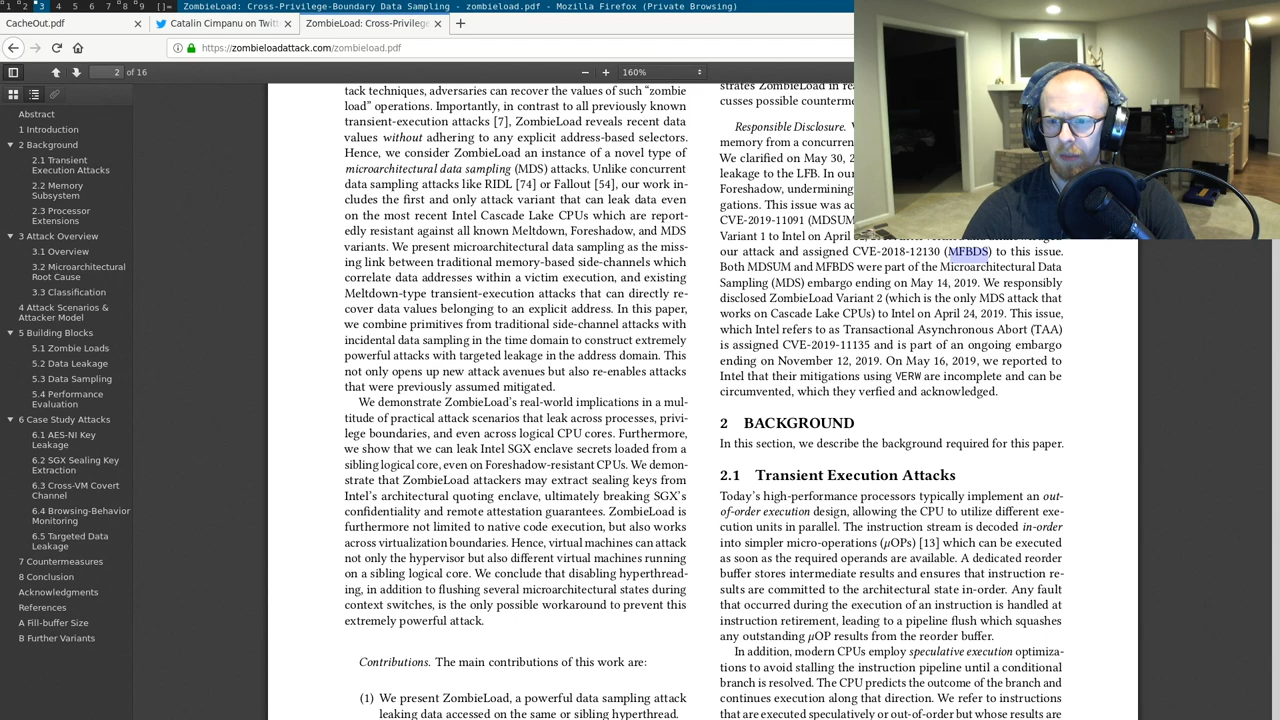 1 2 3 4 5 6 7 8 9 []= ZombieLoad: Cross-Privilege-Boundary Data Sampling - zombieload.pdf - Mozilla Firefox (Private Browsing)
CacheOut.pdf
Catalin Cimpanu on Twitt
ZombieLoad: Cross-Privilege
https://zombieloadattack.com/zombieload.pdf
2 of 16
160%
Abstract
1 Introduction
2 Background
2.1 Transient
Execution Attacks
2.2 Memory
Subsystem
2.3 Processor
Extensions
3 Attack Overview
3.1 Overview
3.2 Microarchitectural
Root Cause
3.3 Classification
4 Attack Scenarios &
Attacker Model
5 Building Blocks
5.1 Zombie Loads
5.2 Data Leakage
5.3 Data Sampling
5.4 Performance
Evaluation
6 Case Study Attacks
6.1 AES-NI Key
Leakage
6.2 SGX Sealing Key
Extraction
6.3 Cross-VM Covert
Channel
6.4 Browsing-Behavior
Monitoring
6.5 Targeted Data
Leakage
7 Countermeasures
8 Conclusion
Acknowledgments
References
A Fill-buffer Size
B Further Variants
tack techniques, adversaries can recover the values of such “zombie
load” operations. Importantly, in contrast to all previously known
transient-execution attacks [7], ZombieLoad reveals recent data
values without adhering to any explicit address-based selectors.
Hence, we consider ZombieLoad an instance of a novel type of
microarchitectural data sampling (MDS) attacks. Unlike concurrent
data sampling attacks like RIDL [74] or Fallout [54], our work in-
cludes the first and only attack variant that can leak data even
on the most recent Intel Cascade Lake CPUs which are report-
edly resistant against all known Meltdown, Foreshadow, and MDS
variants. We present microarchitectural data sampling as the miss-
ing link between traditional memory-based side-channels which
correlate data addresses within a victim execution, and existing
Meltdown-type transient-execution attacks that can directly re-
cover data values belonging to an explicit address. In this paper,
we combine primitives from traditional side-channel attacks with
incidental data sampling in the time domain to construct extremely
powerful attacks with targeted leakage in the address domain. This
not only opens up new attack avenues but also re-enables attacks
that were previously assumed mitigated.
We demonstrate ZombieLoad’s real-world implications in a mul-
titude of practical attack scenarios that leak across processes, privi-
lege boundaries, and even across logical CPU cores. Furthermore,
we show that we can leak Intel SGX enclave secrets loaded from a
sibling logical core, even on Foreshadow-resistant CPUs. We demon-
strate that ZombieLoad attackers may extract sealing keys from
Intel’s architectural quoting enclave, ultimately breaking SGX’s
confidentiality and remote attestation guarantees. ZombieLoad is
furthermore not limited to native code execution, but also works
across virtualization boundaries. Hence, virtual machines can attack
not only the hypervisor but also different virtual machines running
on a sibling logical core. We conclude that disabling hyperthread-
ing, in addition to flushing several microarchitectural states during
context switches, is the only possible workaround to prevent this
extremely powerful attack.
Contributions. The main contributions of this work are:
(1) We present ZombieLoad, a powerful data sampling attack
leaking data accessed on the same or sibling hyperthread.
strates ZombieLoad in re
cusses possible counterme
Responsible Disclosure.
memory from a concurren
We clarified on May 30, 2
leakage to the LFB. In our
Foreshadow, undermining
gations. This issue was ac
CVE-2019-11091 (MDSUM
Variant 1 to Intel on April
our attack and assigned CVE-2018-12130 (MFBDS) to this issue.
Both MDSUM and MFBDS were part of the Microarchitectural Data
Sampling (MDS) embargo ending on May 14, 2019. We responsibly
disclosed ZombieLoad Variant 2 (which is the only MDS attack that
works on Cascade Lake CPUs) to Intel on April 24, 2019. This issue,
which Intel refers to as Transactional Asynchronous Abort (TAA)
is assigned CVE-2019-11135 and is part of an ongoing embargo
ending on November 12, 2019. On May 16, 2019, we reported to
Intel that their mitigations using VERW are incomplete and can be
circumvented, which they verified and acknowledged.
2 BACKGROUND
In this section, we describe the background required for this paper.
2.1 Transient Execution Attacks
Today’s high-performance processors typically implement an out-
of-order execution design, allowing the CPU to utilize different exe-
cution units in parallel. The instruction stream is decoded in-order
into simpler micro-operations (μOPs) [13] which can be executed
as soon as the required operands are available. A dedicated reorder
buffer stores intermediate results and ensures that instruction re-
sults are committed to the architectural state in-order. Any fault
that occurred during the execution of an instruction is handled at
instruction retirement, leading to a pipeline flush which squashes
any outstanding μOP results from the reorder buffer.
In addition, modern CPUs employ speculative execution optimiza-
tions to avoid stalling the instruction pipeline until a conditional
branch is resolved. The CPU predicts the outcome of the branch and
continues execution along that direction. We refer to instructions
that are executed speculatively or out-of-order but whose results are